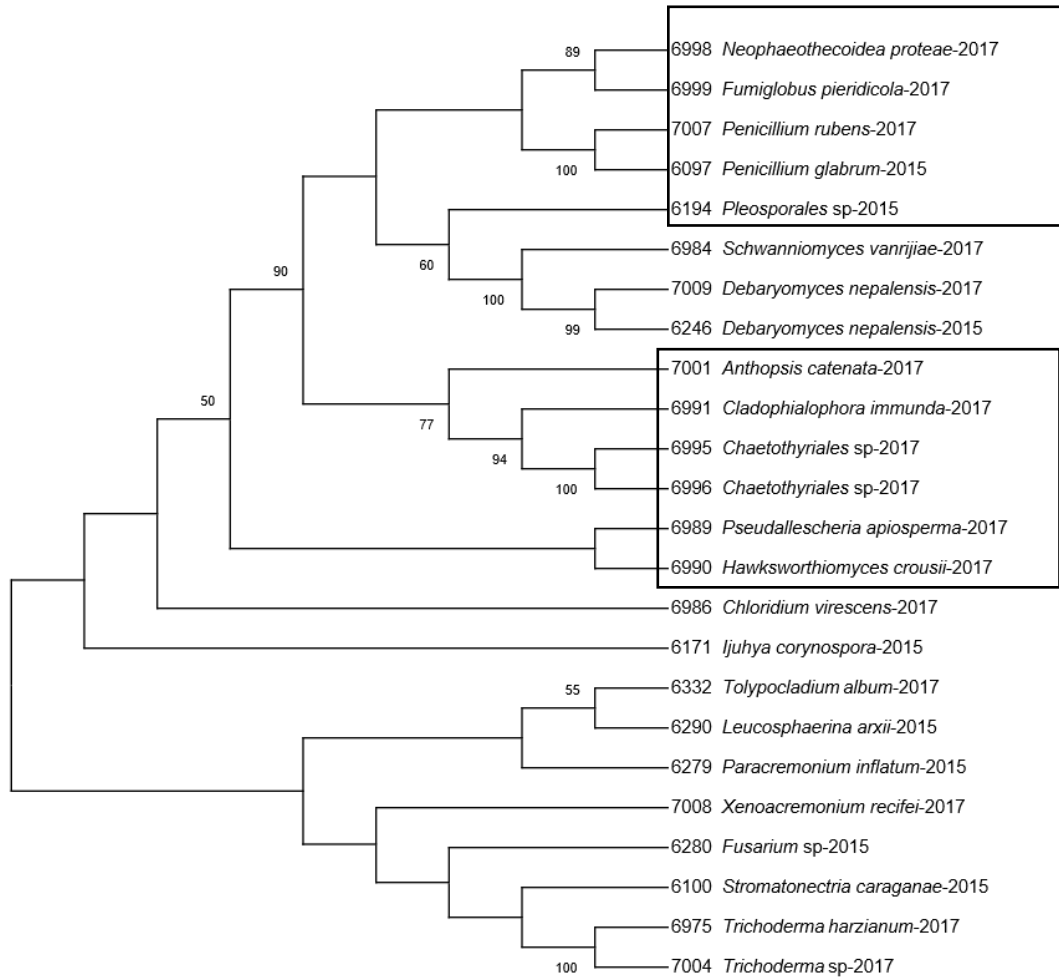 89
6998 Neophaeothecoidea proteae-2017
6999 Fumiglobus pieridicola-2017
7007 Penicillium rubens-2017
100
6097 Penicillium glabrum-2015
6194 Pleosporales sp-2015
6984 Schwanniomyces vanrijiae-2017
60
90
7009 Debaryomyces nepalensis-2017
100
6246 Debaryomyces nepalensis-2015
99
7001 Anthopsis catenata-2017
50
6991 Cladophialophora immunda-2017
77
6995 Chaetothyriales sp-2017
94
6996 Chaetothyriales sp-2017
100
6989 Pseudallescheria apiosperma-2017
6990 Hawksworthiomyces crousii-2017
6986 Chloridium virescens-2017
6171 Ijuhya corynospora-2015
55
6332 Tolypocladium album-2017
6290 Leucosphaerina arxii-2015
6279 Paracremonium inflatum-2015
7008 Xenoacremonium recifei-2017
6280 Fusarium sp-2015
6100 Stromatonectria caraganae-2015
6975 Trichoderma harzianum-2017
100
7004 Trichoderma sp-2017